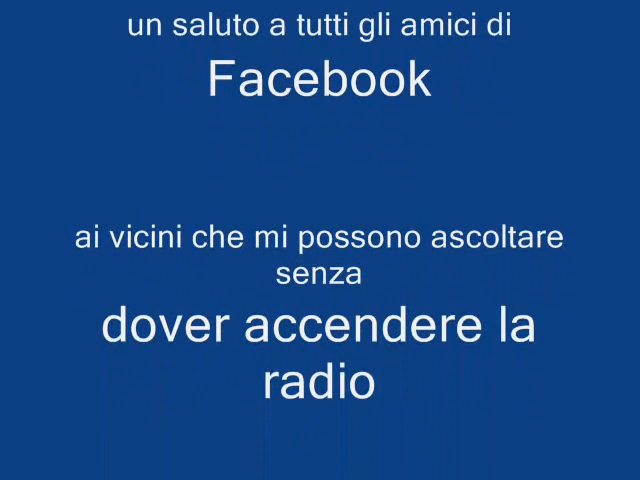 un saluto a tutti gli amici di
Facebook
ai vicini che mi possono ascoltare
senza
dover accendere la
radio